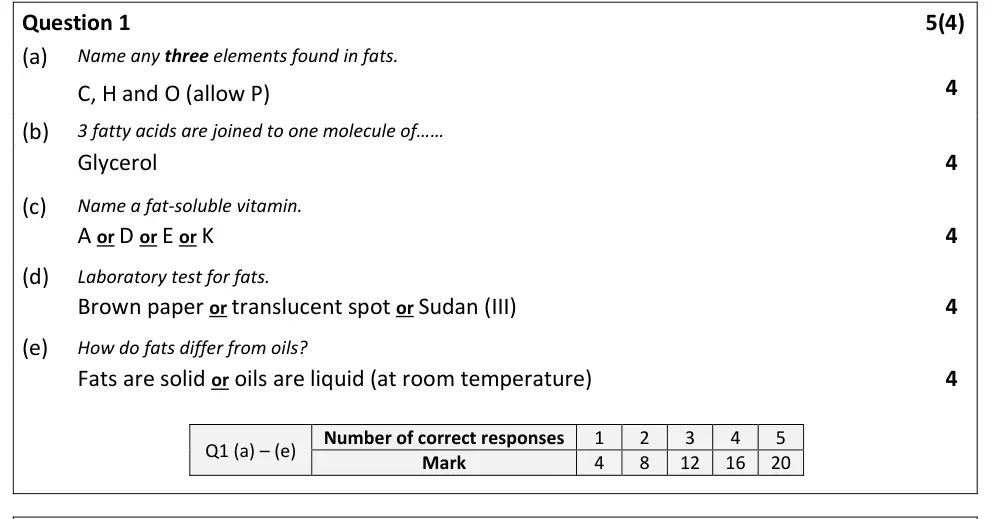 Question 1 5(4)
(a) Name any three elements found in fats.
C, H and O (allow P) 4
(b) 3 fatty acids are joined to one molecule of……
Glycerol 4
(c) Name a fat-soluble vitamin.
A or D or E or K 4
(d) Laboratory test for fats.
Brown paper or translucent spot or Sudan (III) 4
(e) How do fats differ from oils?
Fats are solid or oils are liquid (at room temperature) 4
Q1 (a) – (e)
Number of correct responses 1 2 3 4 5
Mark 4 8 12 16 20